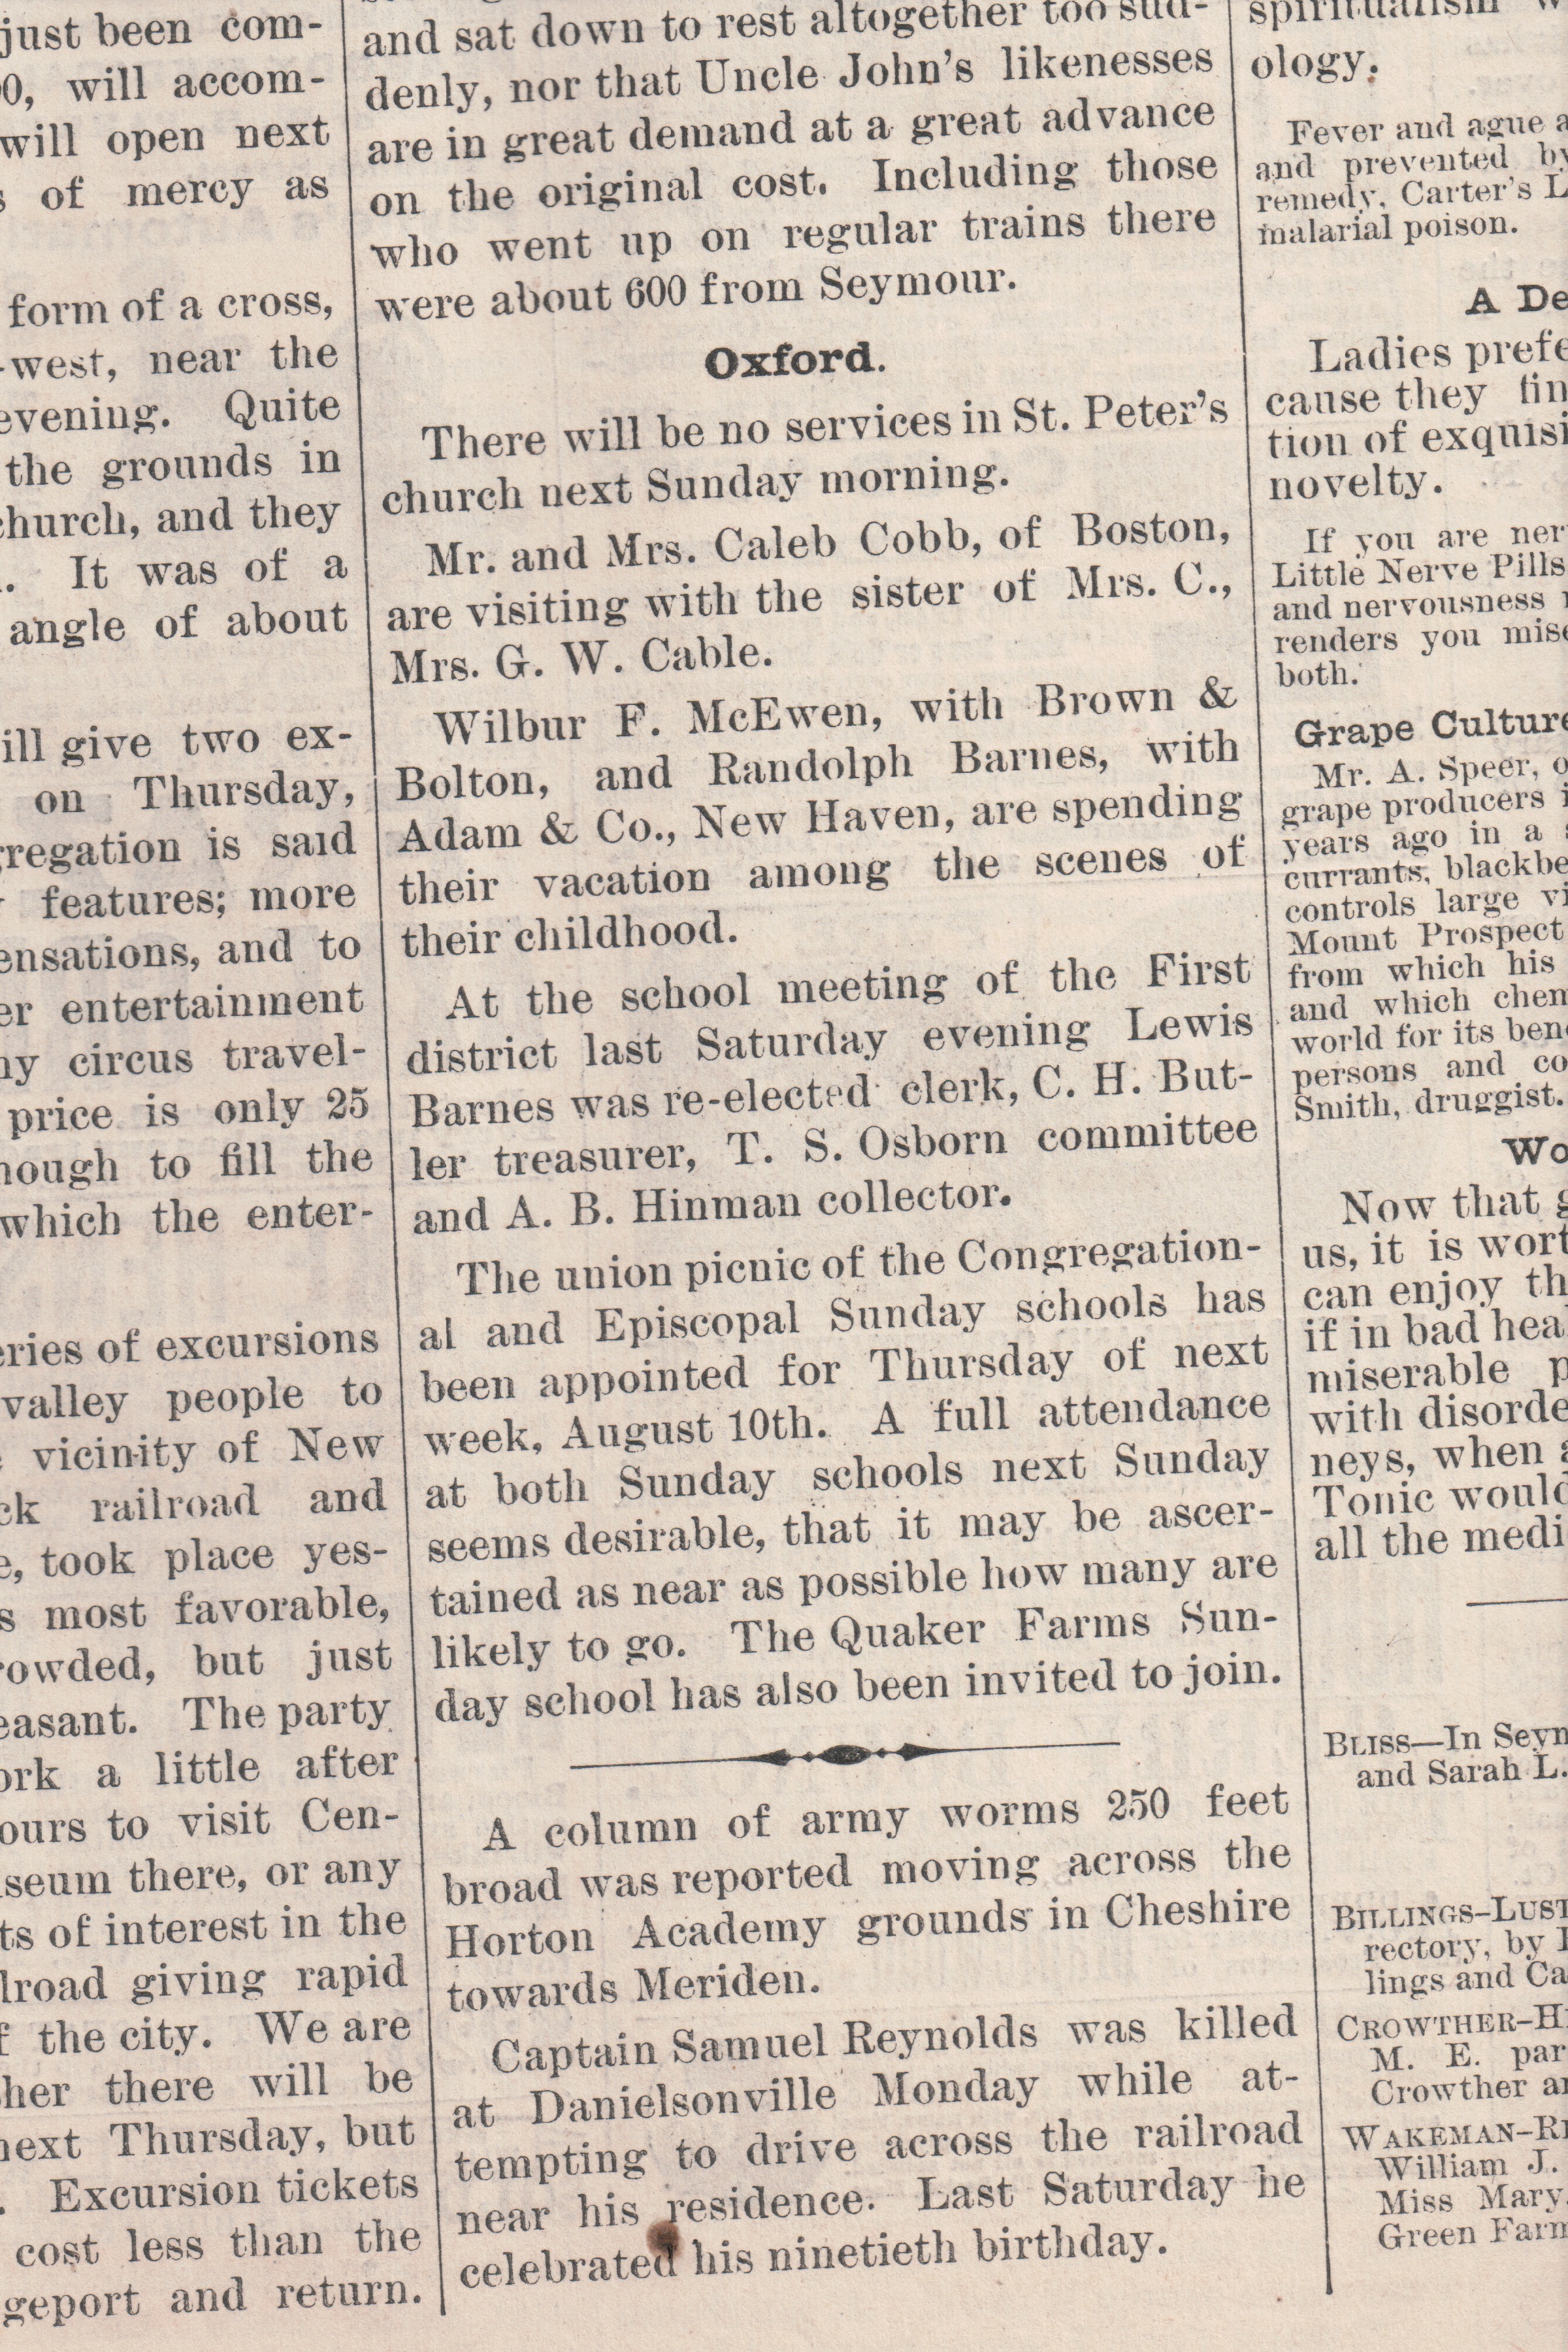 just been com-
0, will accom-
will open next
of mercy as
form of a cross,
-west, near the
evening. Quite
the grounds in
church, and they
It was of a
angle of about
ill give two ex-
on Thursday,
gregation is said
features; more
ensations, and to
er entertainment
ny circus travel-
price is only 25
nough to fill the
which the enter-
eries of excursions
valley people to
vicinity of New
ck railroad and
e, took place yes-
s most favorable,
rowded, but just
easant. The party
ork a little after
ours to visit Cen-
seum there, or any
ts of interest in the
lroad giving rapid
f the city. We are
her there will be
next Thursday, but
. Excursion tickets
cost less than the
geport and return.
and sat down to rest altogether too sud-
denly, nor that Uncle John's likenesses
are in great demand at a great advance
on the original cost. Including those
who went up on regular trains there
were about 600 from Seymour.
Oxford.
There will be no services in St. Peter's
church next Sunday morning.
Mr. and Mrs. Caleb Cobb, of Boston,
are visiting with the sister of Mrs. C.,
Mrs. G. W. Cable.
Wilbur F. McEwen, with Brown &
Bolton, and Randolph Barnes, with
Adam & Co., New Haven, are spending
their vacation among the scenes of
their childhood.
At the school meeting of the First
district last Saturday evening Lewis
Barnes was re-elected clerk, C. H. But-
ler treasurer, T. S. Osborn committee
and A. B. Hinman collector.
The union picnic of the Congregation-
al and Episcopal Sunday schools has
been appointed for Thursday of next
week, August 10th. A full attendance
at both Sunday schools next Sunday
seems desirable, that it may be ascer-
tained as near as possible how many are
likely to go. The Quaker Farms Sun-
day school has also been invited to join.
A column of army worms 250 feet
broad was reported moving across the
Horton Academy grounds in Cheshire
towards Meriden.
Captain Samuel Reynolds was killed
at Danielsonville Monday while at-
tempting to drive across the railroad
near his residence. Last Saturday he
celebrated his ninetieth birthday.
spiritualism
ology.
Fever and ague a
and prevented by
remedy, Carter's L
malarial poison.
A De
Ladies prefe
cause they fin
tion of exquisi
novelty.
If you are ner
Little Nerve Pills
and nervousness
renders you mise
both.
Grape Culture
Mr. A. Speer, o
grape producers i
years ago in a s
currants, blackbe
controls large vi
Mount Prospect
from which his
and which chem
world for its bene
persons and co
Smith, druggist.
Wo
Now that g
us, it is wort
can enjoy th
if in bad hea
miserable p
with disorde
neys, when a
Tonic would
all the medi
BLISS—In Seym
and Sarah L.
BILLINGS–LUST
rectory, by
lings and Ca
CROWTHER–H
M. E. par
Crowther a
WAKEMAN–R
William J.
Miss Mary
Green Farm